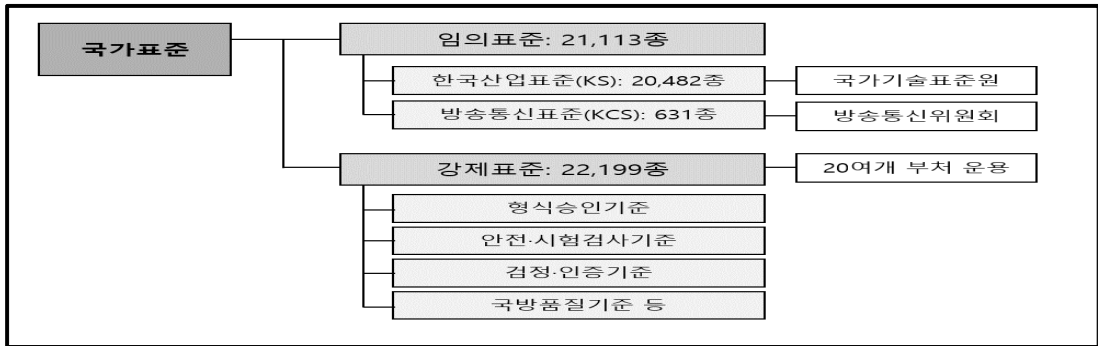 국가표준
임의표준: 21,113종
한국산업표준(KS): 20,482종
국가기술표준원
방송통신표준(KCS): 631종
방송통신위원회
강제표준: 22,199종
20여개 부처 운용
형식승인기준
안전·시험검사기준
검정·인증기준
국방품질기준 등